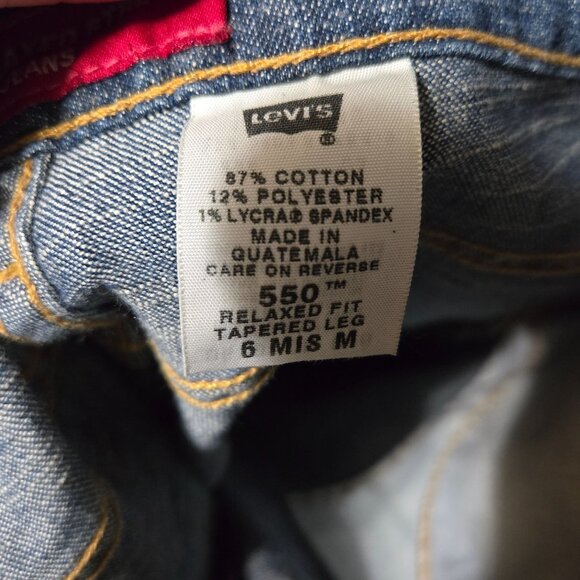 JEANS
Levi's
®
87% COTTON
12% POLYESTER
1% LYCRA® SPANDEX
MADE IN
GUATEMALA
CARE ON REVERSE
550™
RELAXED FIT
TAPERED LEG
6 MIS M